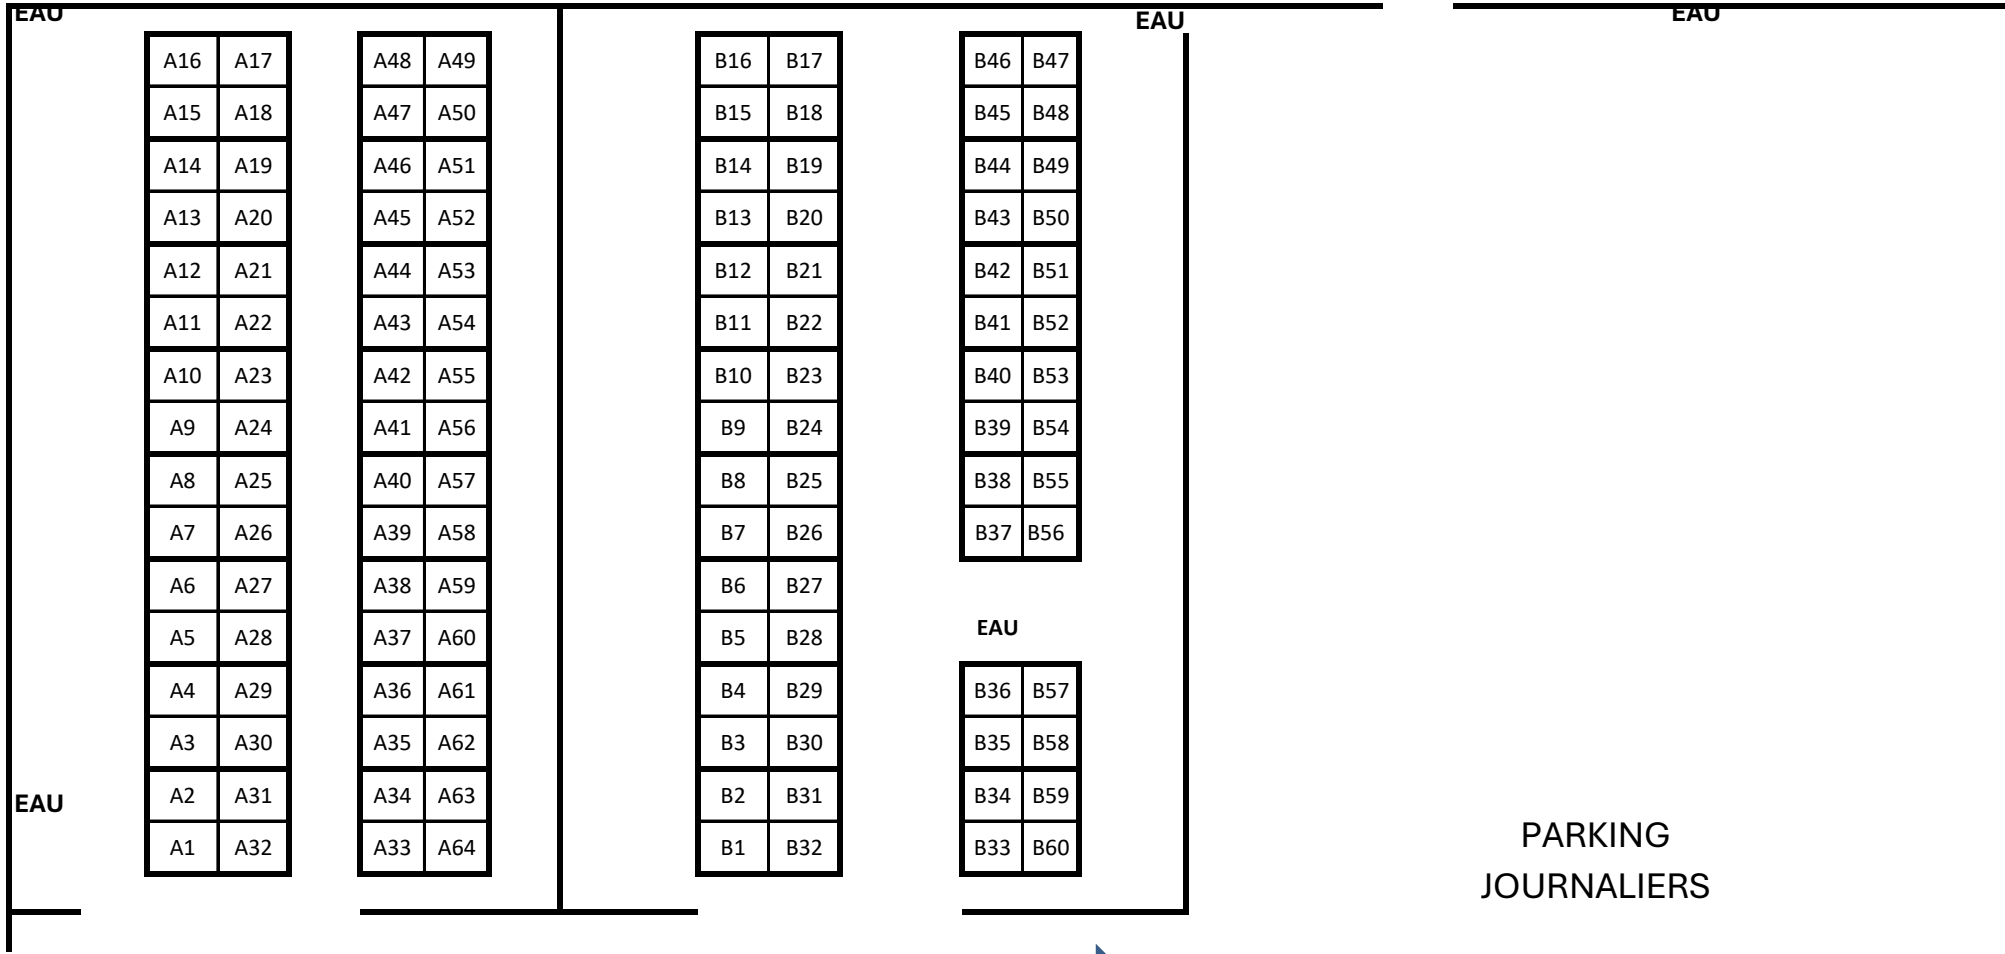 EAU EAU EAU
A16 A17 A48 A49 B16 B17 B46 B47
A15 A18 A47 A50 B15 B18 B45 B48
A14 A19 A46 A51 B14 B19 B44 B49
A13 A20 A45 A52 B13 B20 B43 B50
A12 A21 A44 A53 B12 B21 B42 B51
A11 A22 A43 A54 B11 B22 B41 B52
A10 A23 A42 A55 B10 B23 B40 B53
A9 A24 A41 A56 B9 B24 B39 B54
A8 A25 A40 A57 B8 B25 B38 B55
A7 A26 A39 A58 B7 B26 B37 B56
A6 A27 A38 A59 B6 B27
A5 A28 A37 A60 B5 B28 EAU
A4 A29 A36 A61 B4 B29 B36 B57
A3 A30 A35 A62 B3 B30 B35 B58
EAU A2 A31 A34 A63 B2 B31 B34 B59
A1 A32 A33 A64 B1 B32 B33 B60
PARKING
JOURNALIERS